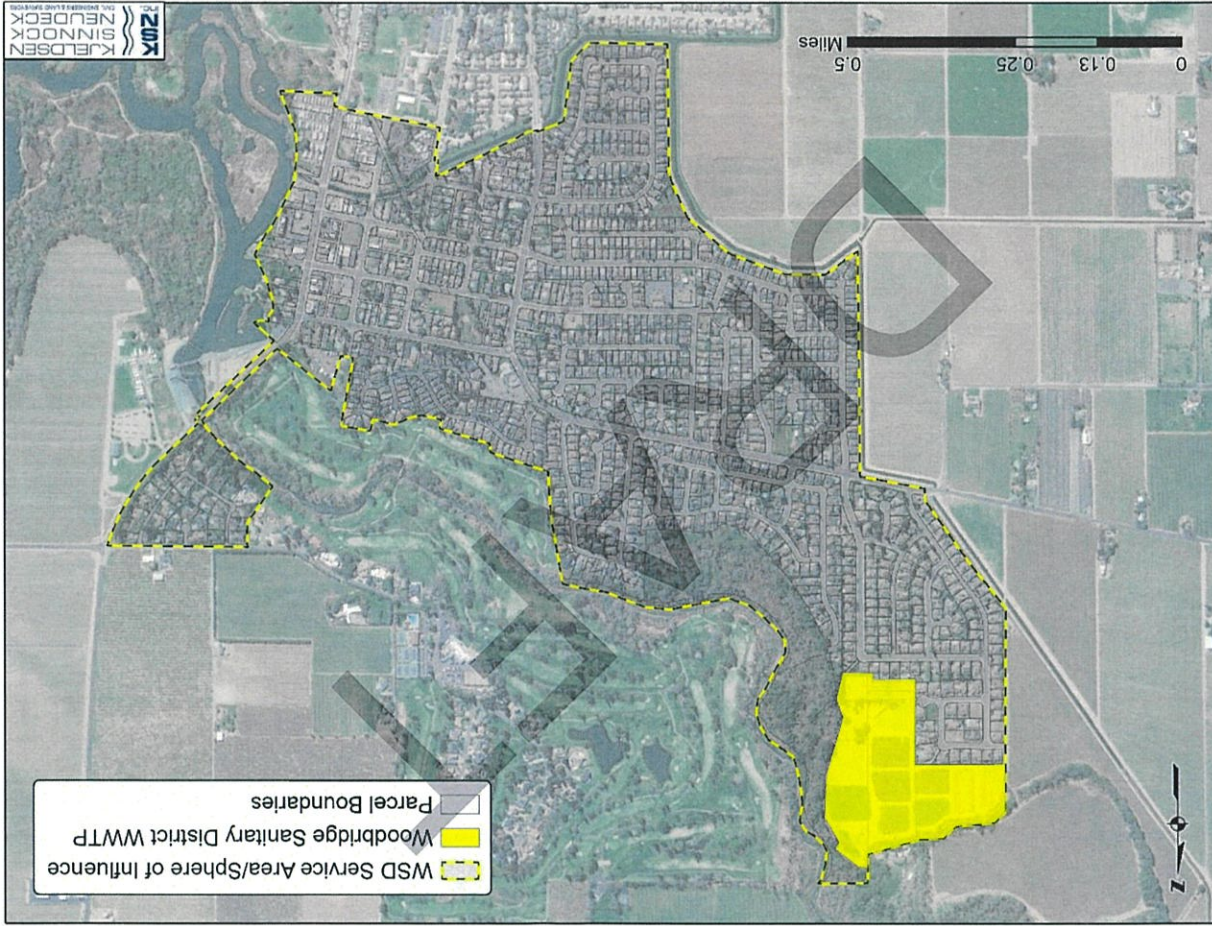 WSD Service Area/Sphere of Influence
Woodbridge Sanitary District WWTP
Parcel Boundaries
N
DRAFT
0 0.13 0.25 0.5
Miles
KSN
INC.
KJELDSEN
SINNOCK
NEUDECK
CIVIL ENGINEERS & LAND SURVEYORS